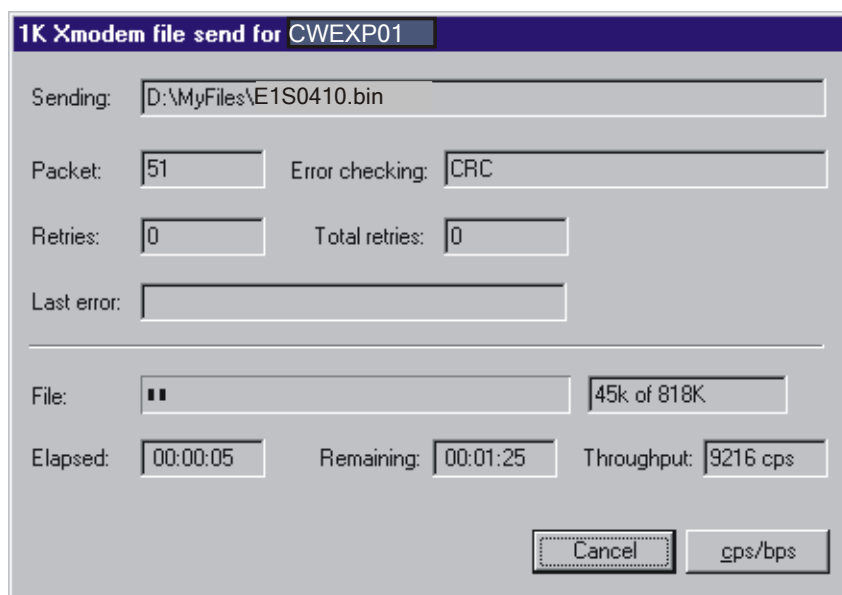 1K Xmodem file send for CWEXP01
Sending: D:\MyFiles\E1S0410.bin
Packet: 51 Error checking: CRC
Retries: 0 Total retries: 0
Last error:
File: 45k of 818K
Elapsed: 00:00:05 Remaining: 00:01:25 Throughput: 9216 cps
Cancel cps/bps